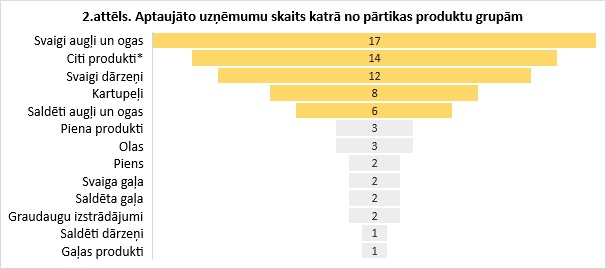 2.attēls. Aptaujāto uzņēmumu skaits katrā no pārtikas produktu grupām
Svaigi augļi un ogas 17
Citi produkti* 14
Svaigi dārzeņi 12
Kartupeļi 8
Saldēti augļi un ogas 6
Piena produkti 3
Olas 3
Piens 2
Svaiga gaļa 2
Saldēta gaļa 2
Graudaugu izstrādājumi 2
Saldēti dārzeņi 1
Gaļas produkti 1